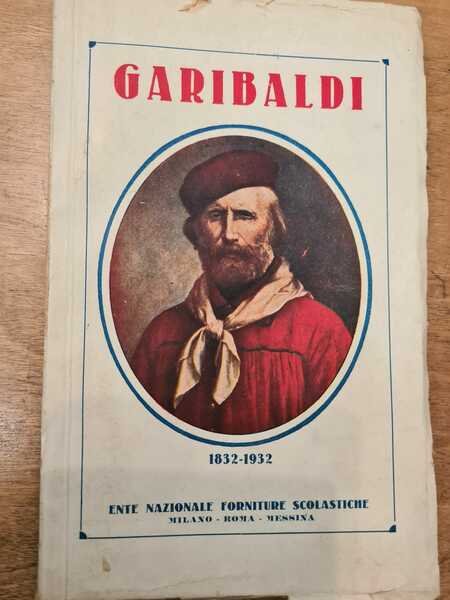 GARIBALDI
1832-1932
ENTE NAZIONALE FORNITURE SCOLASTICHE
MILANO - ROMA - MESSINA